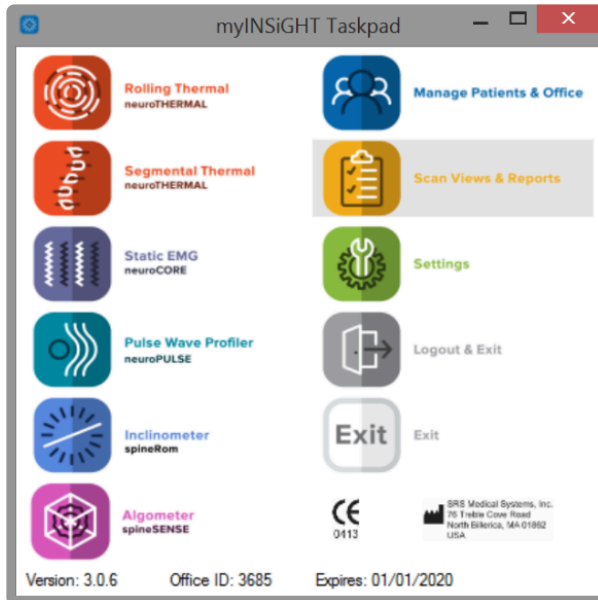 myINSiGHT Taskpad
Rolling Thermal
neuroTHERMAL
Manage Patients & Office
Segmental Thermal
neuroTHERMAL
Scan Views & Reports
Static EMG
neuroCORE
Settings
Pulse Wave Profiler
neuroPULSE
Logout & Exit
Inclinometer
spineRom
Exit
Exit
Algometer
spineSENSE
CE
0413
SRS Medical Systems, Inc.
76 Treble Cove Road
North Billerica, MA 01862
USA
Version: 3.0.6
Office ID: 3685
Expires: 01/01/2020